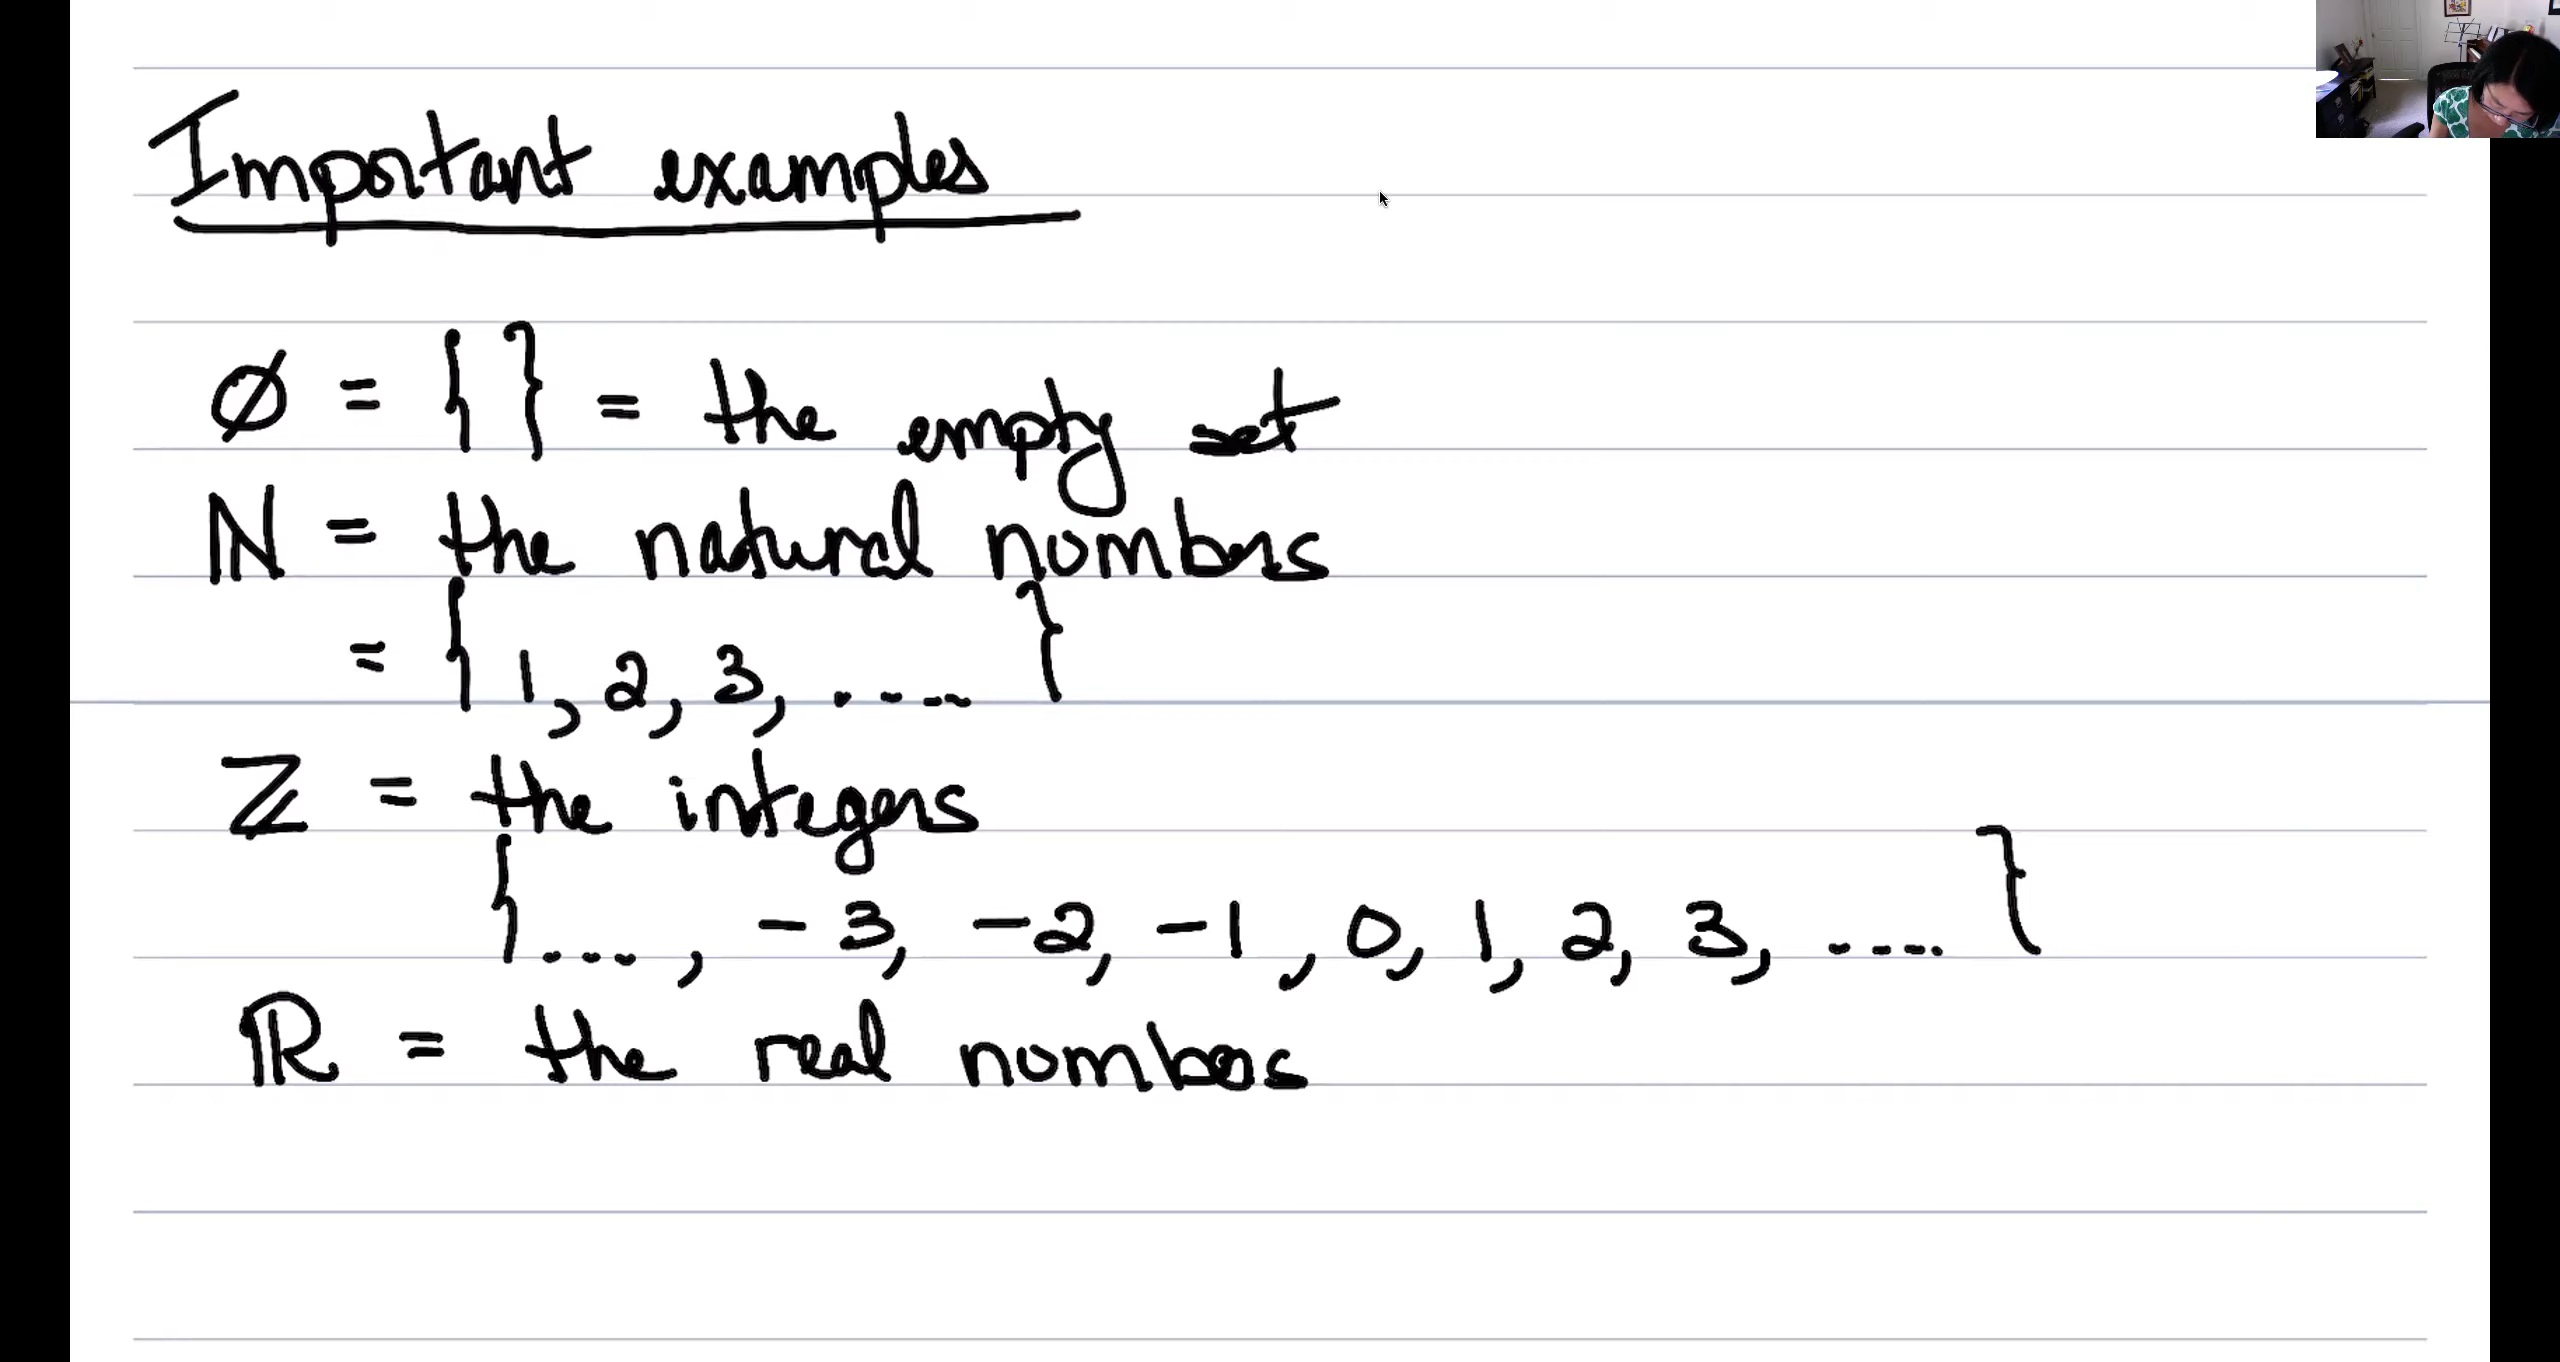 Important examples
∅ = { } = the empty set
ℕ = the natural numbers
= { 1, 2, 3, .... }
ℤ = the integers
{ ...., -3, -2, -1, 0, 1, 2, 3, .... }
ℝ = the real numbers